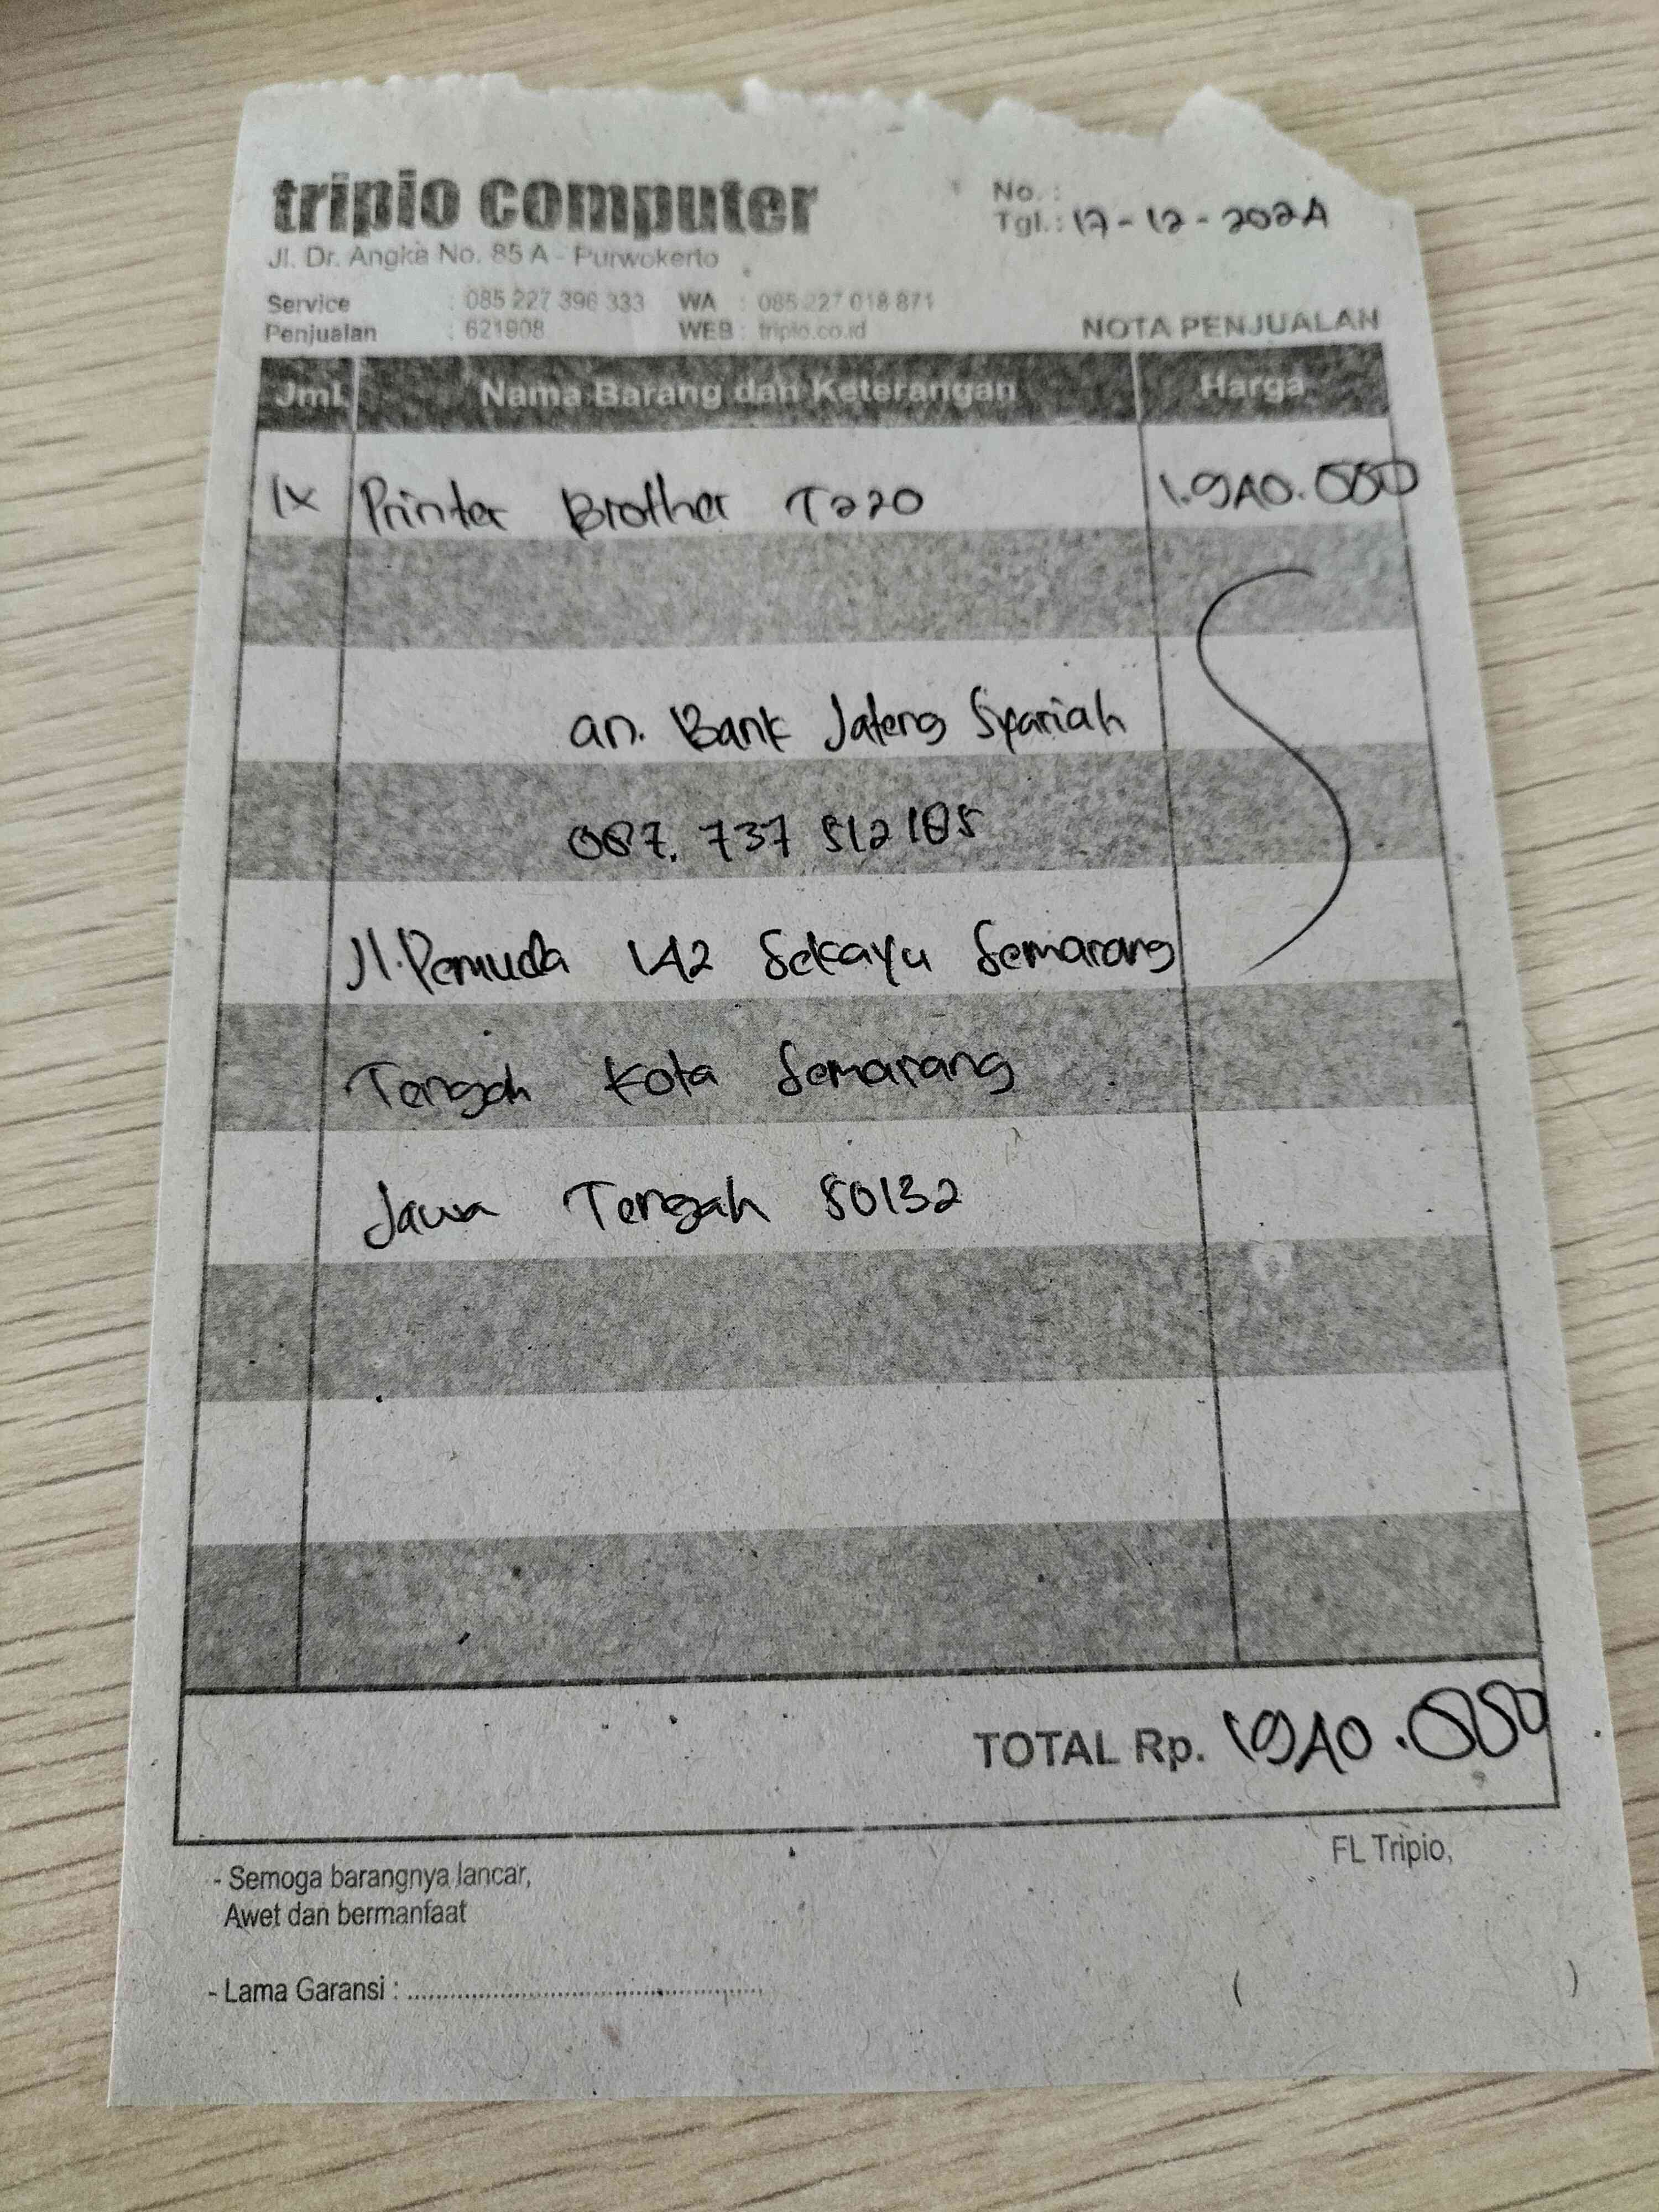 tripio computer
No. :
Tgl. : 17-12-2024
Jl. Dr. Angka No. 85 A - Purwokerto
Service : 085 227 396 333 WA : 085 227 018 871
Penjualan : 621908 WEB : tripio.co.id
NOTA PENJUALAN
Jml. Nama Barang dan Keterangan Harga
1x Printer Brother T220 1.940.000
an. Bank Jateng Syariah
087. 737 512 185
Jl. Pemuda 142 Sekayu Semarang
Tengah Kota Semarang
Jawa Tengah 50132
TOTAL Rp. 1940.000
FL Tripio,
- Semoga barangnya lancar,
Awet dan bermanfaat
- Lama Garansi : ..........................................................
( )